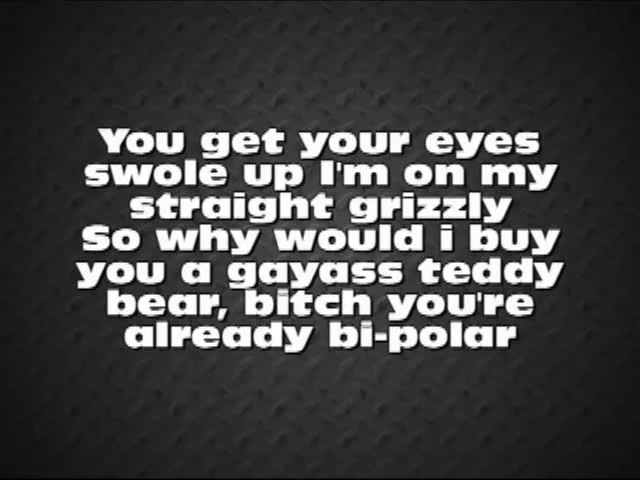 You get your eyes
swole up I'm on my
straight grizzly
So why would i buy
you a gayass teddy
bear, bitch you're
already bi-polar